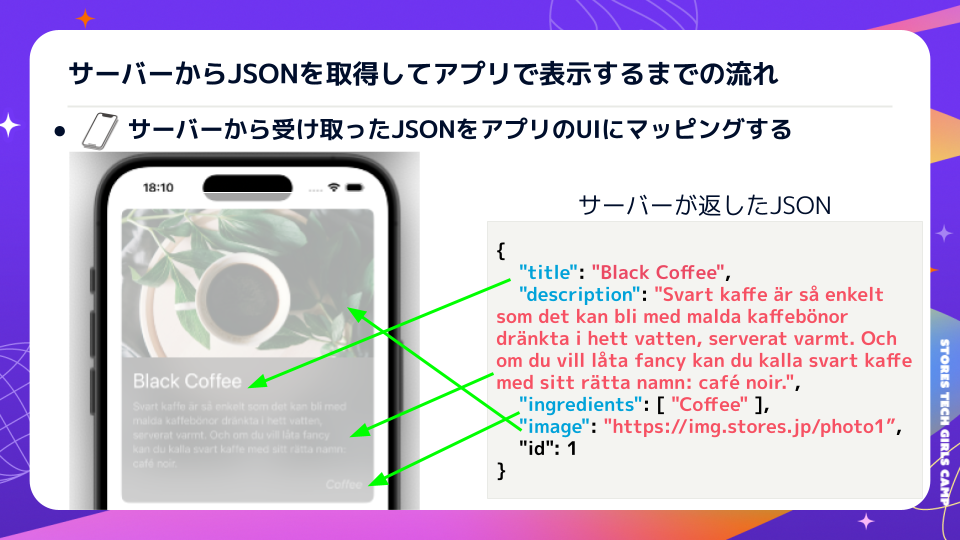 サーバーからJSONを取得してアプリで表示するまでの流れ
● サーバーから受け取ったJSONをアプリのUIにマッピングする
18:10
Black Coffee
Svart kaffe är så enkelt som det kan bli med
malda kaffebönor dränkta i hett vatten,
serverat varmt. Och om du vill låta fancy
kan du kalla svart kaffe med sitt rätta namn:
café noir.
Coffee
サーバーが返したJSON
{
"title": "Black Coffee",
"description": "Svart kaffe är så enkelt
som det kan bli med malda kaffebönor
dränkta i hett vatten, serverat varmt. Och
om du vill låta fancy kan du kalla svart kaffe
med sitt rätta namn: café noir.",
"ingredients": [ "Coffee" ],
"image": "https://img.stores.jp/photo1”,
"id": 1
}
STORES TECH GIRLS CAMP